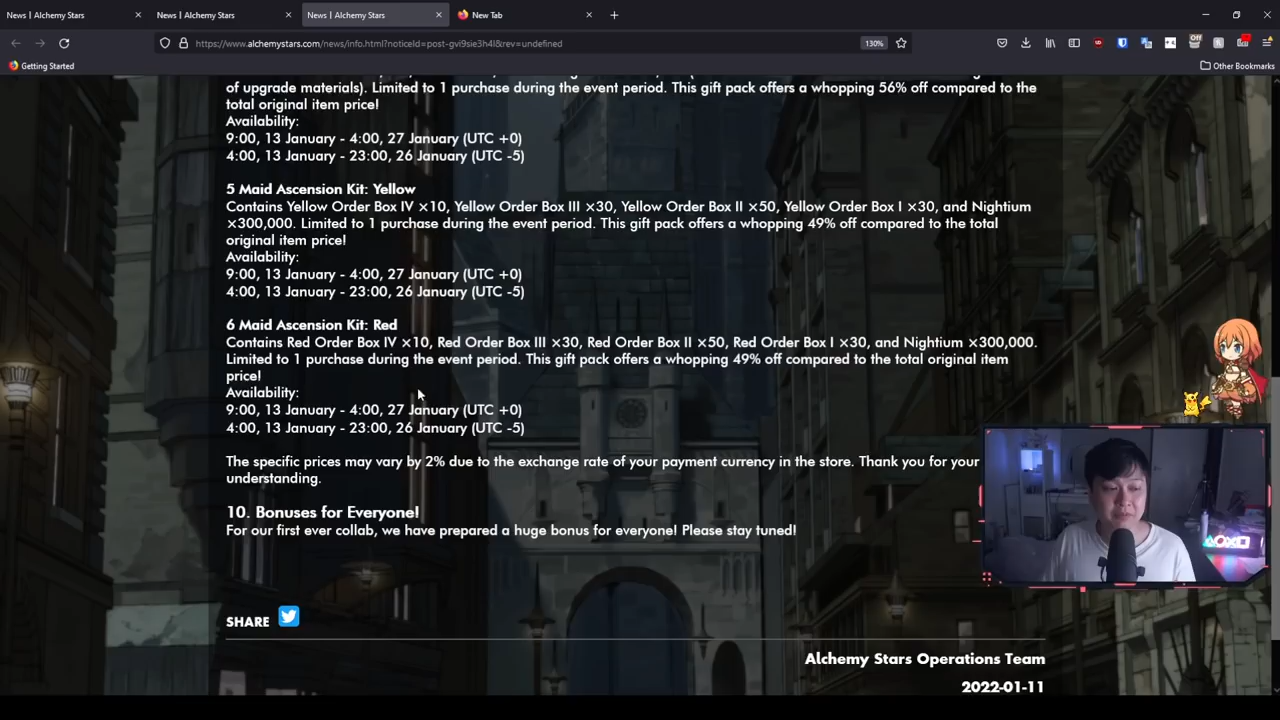 News | Alchemy Stars
News | Alchemy Stars
News | Alchemy Stars
New Tab
https://www.alchemystars.com/news/info.html?noticeId=post-gvi9sie3h4l&rev=undefined
130%
Off
Getting Started
Other Bookmarks
of upgrade materials). Limited to 1 purchase during the event period. This gift pack offers a whopping 56% off compared to the
total original item price!
Availability:
9:00, 13 January - 4:00, 27 January (UTC +0)
4:00, 13 January - 23:00, 26 January (UTC -5)
5 Maid Ascension Kit: Yellow
Contains Yellow Order Box IV ×10, Yellow Order Box III ×30, Yellow Order Box II ×50, Yellow Order Box I ×30, and Nightium
×300,000. Limited to 1 purchase during the event period. This gift pack offers a whopping 49% off compared to the total
original item price!
Availability:
9:00, 13 January - 4:00, 27 January (UTC +0)
4:00, 13 January - 23:00, 26 January (UTC -5)
6 Maid Ascension Kit: Red
Contains Red Order Box IV ×10, Red Order Box III ×30, Red Order Box II ×50, Red Order Box I ×30, and Nightium ×300,000.
Limited to 1 purchase during the event period. This gift pack offers a whopping 49% off compared to the total original item
price!
Availability:
9:00, 13 January - 4:00, 27 January (UTC +0)
4:00, 13 January - 23:00, 26 January (UTC -5)
The specific prices may vary by 2% due to the exchange rate of your payment currency in the store. Thank you for your
understanding.
10. Bonuses for Everyone!
For our first ever collab, we have prepared a huge bonus for everyone! Please stay tuned!
SHARE
Alchemy Stars Operations Team
2022-01-11